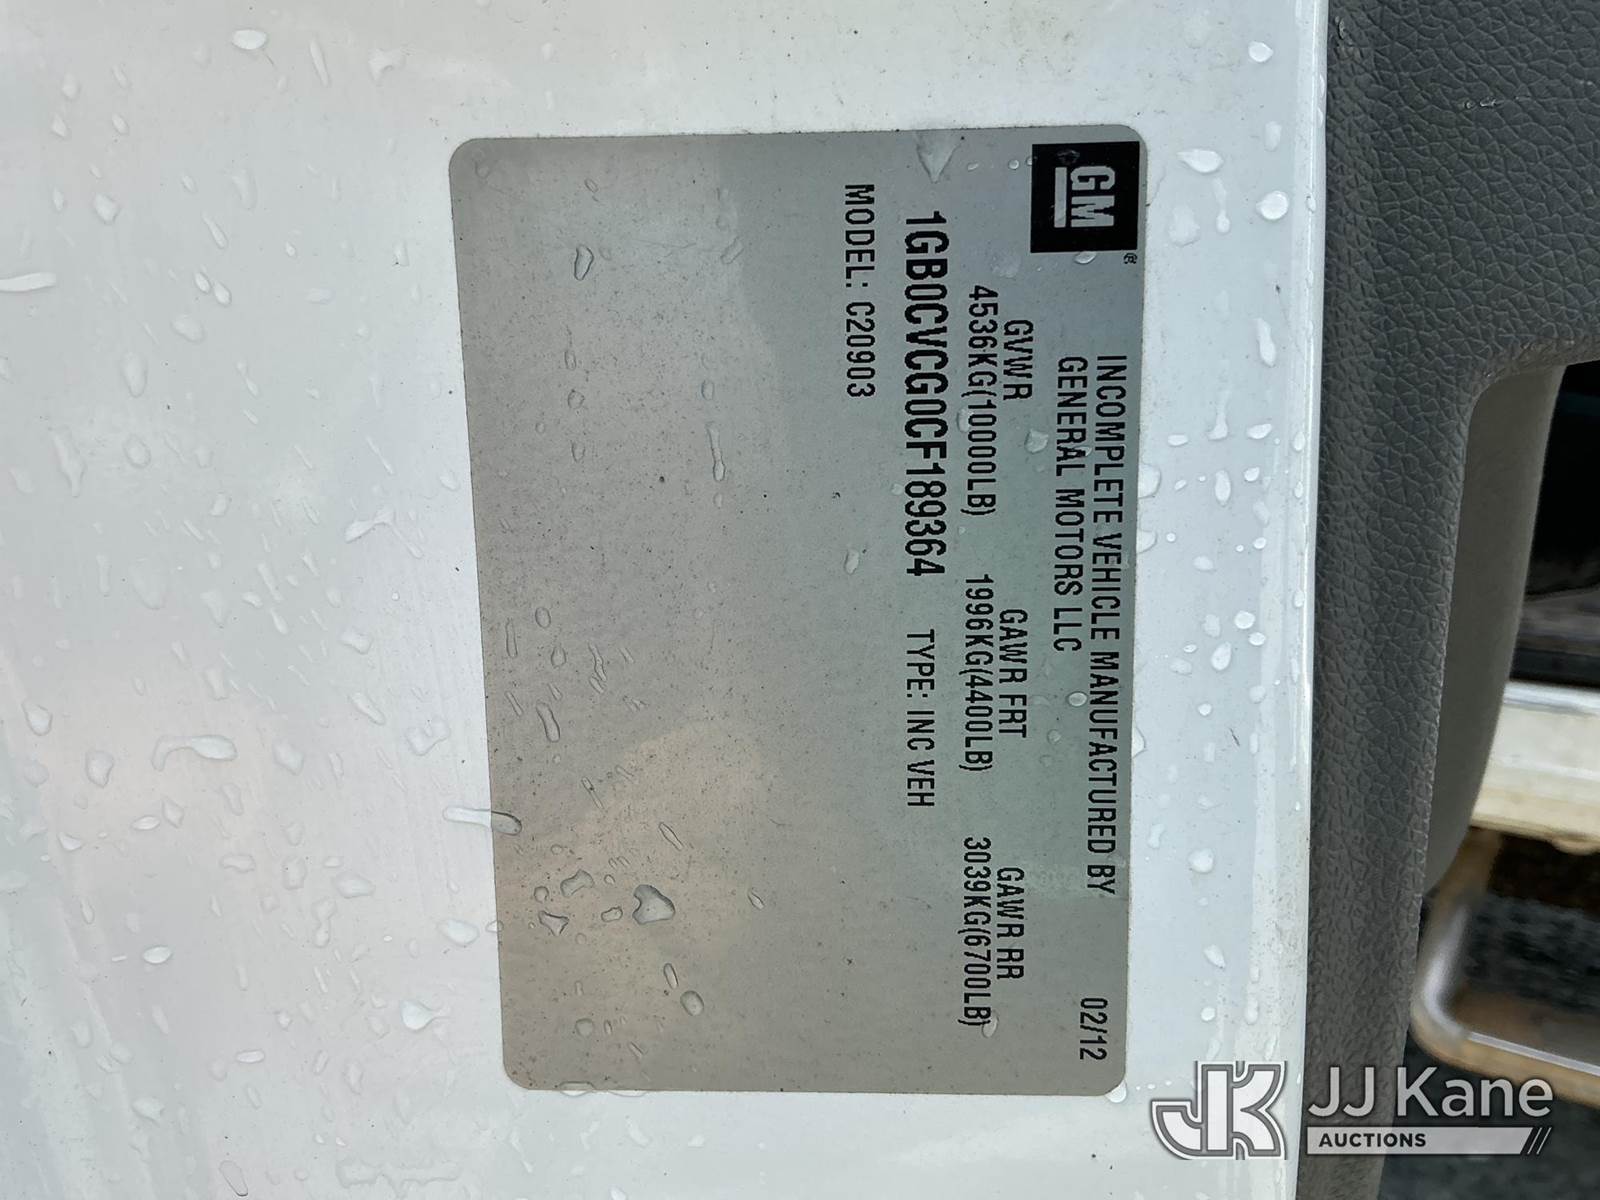 GM®
INCOMPLETE VEHICLE MANUFACTURED BY
GENERAL MOTORS LLC
02/12
GVWR GAWR FRT GAWR RR
4536KG(10000LB) 1996KG(4400LB) 3039KG(6700LB)
1GB0CVCG0CF189364 TYPE: INC VEH
MODEL: C20903
JK JJ Kane
AUCTIONS